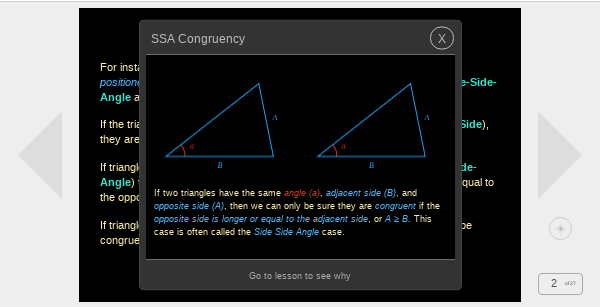 SSA Congruency
X
For insta
positione
e-Side-
Angle a
If the tria
Side),
they are
If triangl
de-
Angle)
qual to
the oppo
If triangl
be
congrue
A
B
A
B
If two triangles have the same angle (a), adjacent side (B), and
opposite side (A), then we can only be sure they are congruent if the
opposite side is longer or equal to the adjacent side, or A ≥ B. This
case is often called the Side Side Angle case.
Go to lesson to see why
2 of27